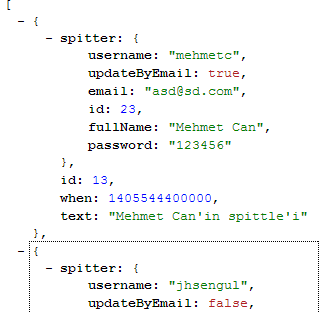 [
- {
- spitter: {
username: "mehmetc",
updateByEmail: true,
email: "asd@sd.com",
id: 23,
fullName: "Mehmet Can",
password: "123456"
},
id: 13,
when: 1405544400000,
text: "Mehmet Can'in spittle'i"
},
- {
- spitter: {
username: "jhsengul",
updateByEmail: false,